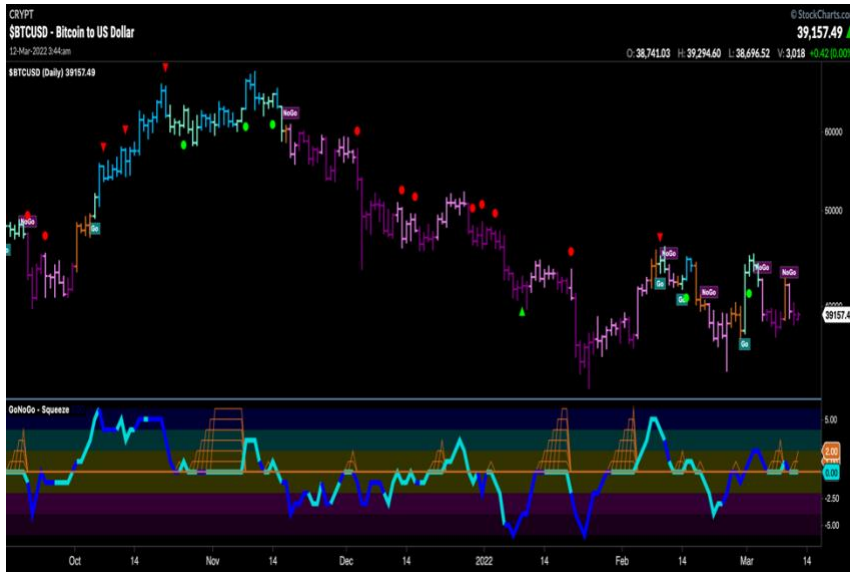 CRYPT
© StockCharts.co
$BTCUSD - Bitcoin to US Dollar
39,157.49
12-Mar-2022 3:44am
O: 38,741.03 H: 39,294.60 L: 38,696.52 V: 3,018 +0.42 (0.00
$BTCUSD (Daily) 39157.49
60000
50000
39157.4
NoGo
Go
NoGo
NoGo
Go
Go
NoGo
NoGo
Go
NoGo
GoNoGo - Squeeze
5.00
2.00
0.00
-2.50
-5.00
Oct 14 Nov 14 Dec 14 2022 14 Feb 14 Mar 14